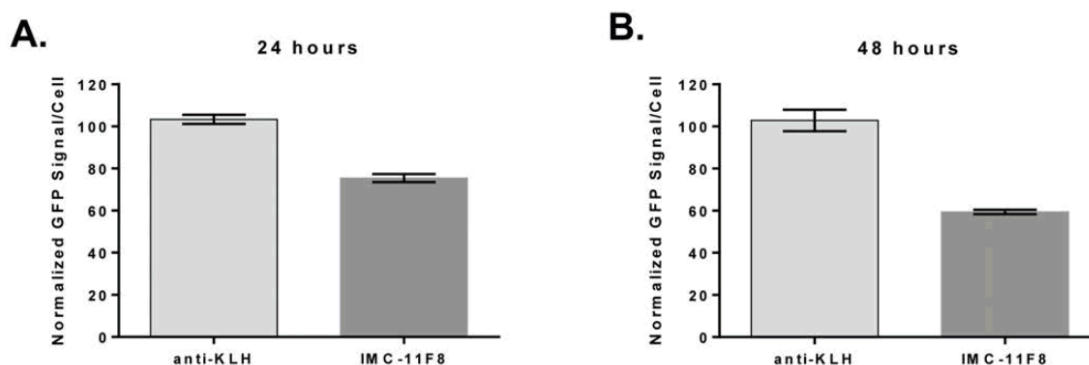 A.
24 hours
Normalized GFP Signal/Cell
120
100
80
60
40
20
0
anti-KLH
IMC-11F8
B.
48 hours
Normalized GFP Signal/Cell
120
100
80
60
40
20
0
anti-KLH
IMC-11F8